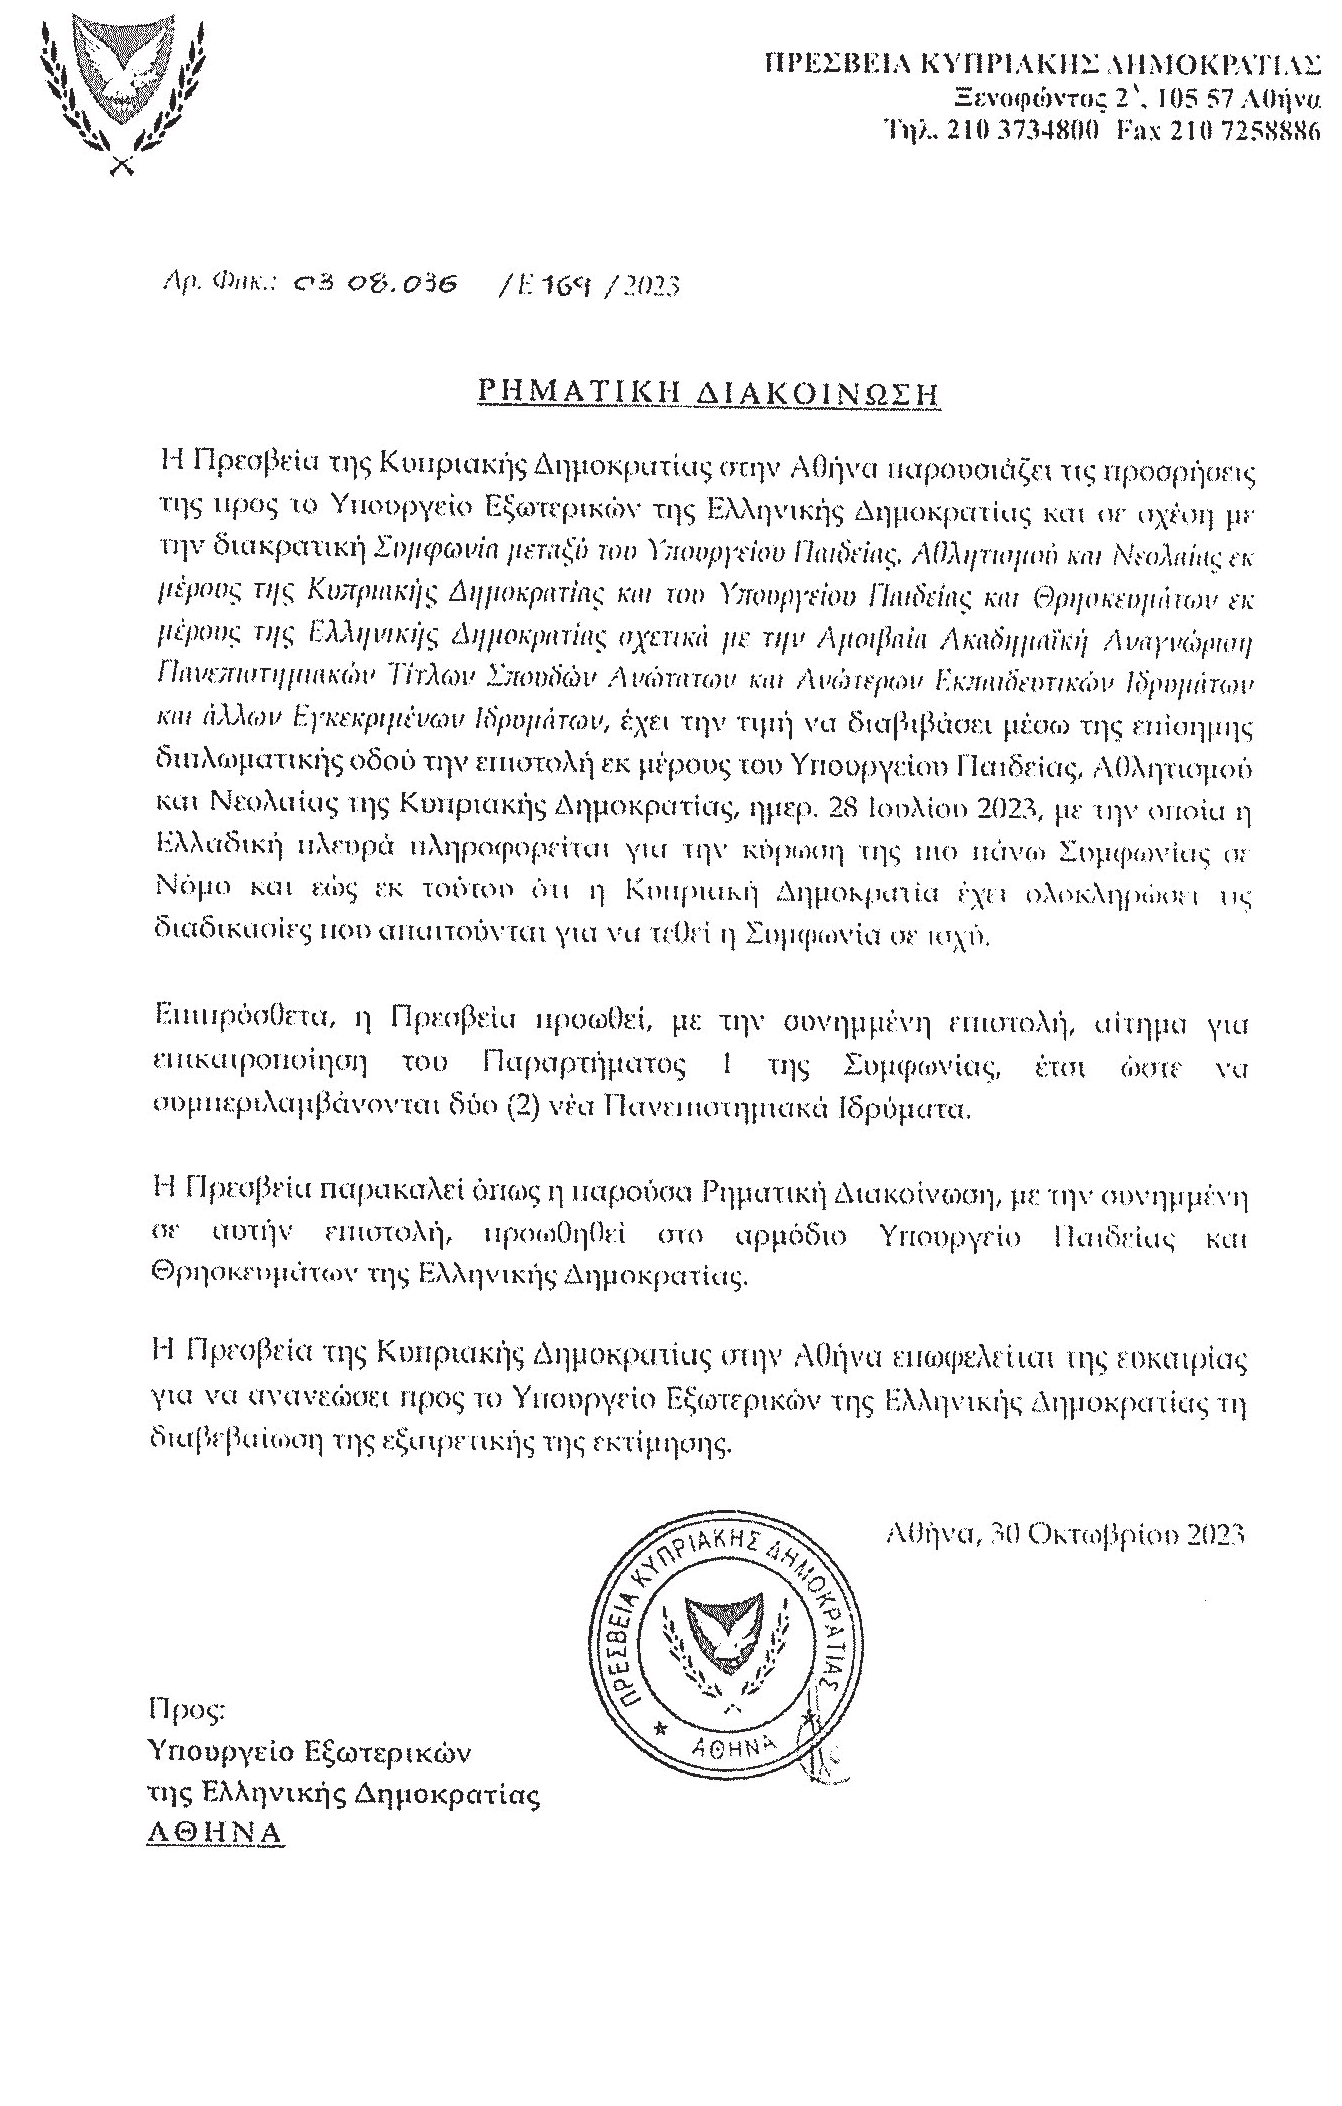 ΠΡΕΣΒΕΙΑ ΚΥΠΡΙΑΚΗΣ ΔΗΜΟΚΡΑΤΙΑΣ
Ξενοφώντος 2, 105 57 Αθήνα
Τηλ. 210 3734800 Fax 210 7258886
Αρ. Φακ.: 03 08.036 /Ε 169 /2023
ΡΗΜΑΤΙΚΗ ΔΙΑΚΟΙΝΩΣΗ
Η Πρεσβεία της Κυπριακής Δημοκρατίας στην Αθήνα παρουσιάζει τις προσρήσεις
της προς το Υπουργείο Εξωτερικών της Ελληνικής Δημοκρατίας και σε σχέση με
την διακρατική Συμφωνία μεταξύ του Υπουργείου Παιδείας, Αθλητισμού και Νεολαίας εκ
μέρους της Κυπριακής Δημοκρατίας και του Υπουργείου Παιδείας και Θρησκευμάτων εκ
μέρους της Ελληνικής Δημοκρατίας σχετικά με την Αμοιβαία Ακαδημαϊκή Αναγνώριση
Πανεπιστημιακών Τίτλων Σπουδών Ανώτατων και Ανώτερων Εκπαιδευτικών Ιδρυμάτων
και άλλων Εγκεκριμένων Ιδρυμάτων, έχει την τιμή να διαβιβάσει μέσω της επίσημης
διπλωματικής οδού την επιστολή εκ μέρους του Υπουργείου Παιδείας, Αθλητισμού
και Νεολαίας της Κυπριακής Δημοκρατίας, ημερ. 28 Ιουλίου 2023, με την οποία η
Ελλαδική πλευρά πληροφορείται για την κύρωση της πιο πάνω Συμφωνίας σε
Νόμο και εώς εκ τούτου ότι η Κυπριακή Δημοκρατία έχει ολοκληρώσει τις
διαδικασίες που απαιτούνται για να τεθεί η Συμφωνία σε ισχύ.
Επιπρόσθετα, η Πρεσβεία προωθεί, με την συνημμένη επιστολή, αίτημα για
επικαιροποίηση του Παραρτήματος 1 της Συμφωνίας, έτσι ώστε να
συμπεριλαμβάνονται δύο (2) νέα Πανεπιστημιακά Ιδρύματα.
Η Πρεσβεία παρακαλεί όπως η παρούσα Ρηματική Διακοίνωση, με την συνημμένη
σε αυτήν επιστολή, προωθηθεί στο αρμόδιο Υπουργείο Παιδείας και
Θρησκευμάτων της Ελληνικής Δημοκρατίας.
Η Πρεσβεία της Κυπριακής Δημοκρατίας στην Αθήνα επωφελείται της ευκαιρίας
για να ανανεώσει προς το Υπουργείο Εξωτερικών της Ελληνικής Δημοκρατίας τη
διαβεβαίωση της εξαιρετικής της εκτίμησης.
Αθήνα, 30 Οκτωβρίου 2023
ΠΡΕΣΒΕΙΑ ΚΥΠΡΙΑΚΗΣ ΔΗΜΟΚΡΑΤΙΑΣ
ΑΘΗΝΑ
Προς:
Υπουργείο Εξωτερικών
της Ελληνικής Δημοκρατίας
ΑΘΗΝΑ